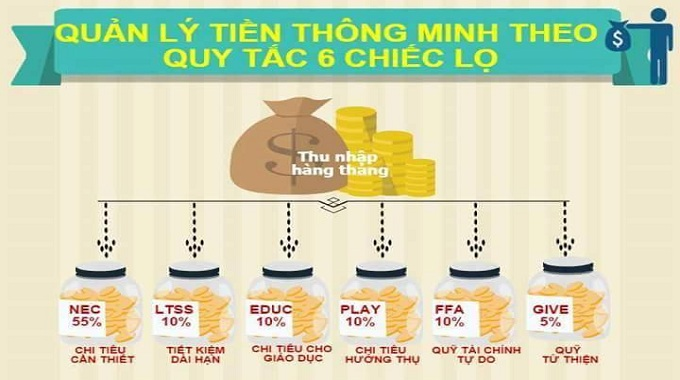 QUẢN LÝ TIỀN THÔNG MINH THEO
QUY TẮC 6 CHIẾC LỌ
$
$
Thu nhập
hàng tháng
NEC
55%
LTSS
10%
EDUC
10%
PLAY
10%
FFA
10%
GIVE
5%
CHI TIÊU
CẦN THIẾT
TIẾT KIỆM
DÀI HẠN
CHI TIÊU CHO
GIÁO DỤC
CHI TIÊU
HƯỞNG THỤ
QUỸ TÀI CHÍNH
TỰ DO
QUỸ
TỪ THIỆN